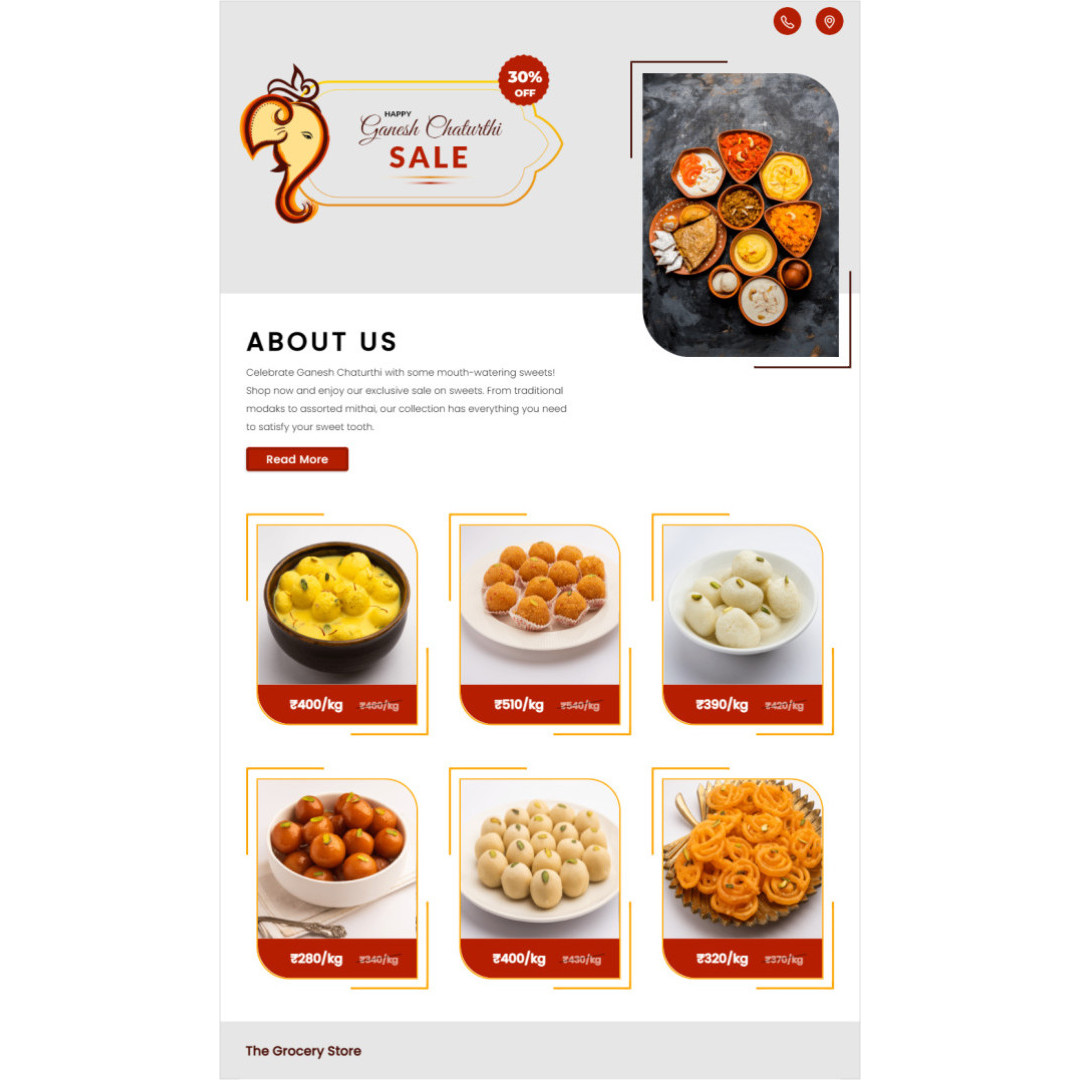 30%
OFF
HAPPY
Ganesh Chaturthi
SALE
ABOUT US
Celebrate Ganesh Chaturthi with some mouth-watering sweets!
Shop now and enjoy our exclusive sale on sweets. From traditional
modaks to assorted mithai, our collection has everything you need
to satisfy your sweet tooth.
Read More
₹400/kg ₹460/kg
₹510/kg ₹540/kg
₹390/kg ₹420/kg
₹280/kg ₹340/kg
₹400/kg ₹430/kg
₹320/kg ₹370/kg
The Grocery Store